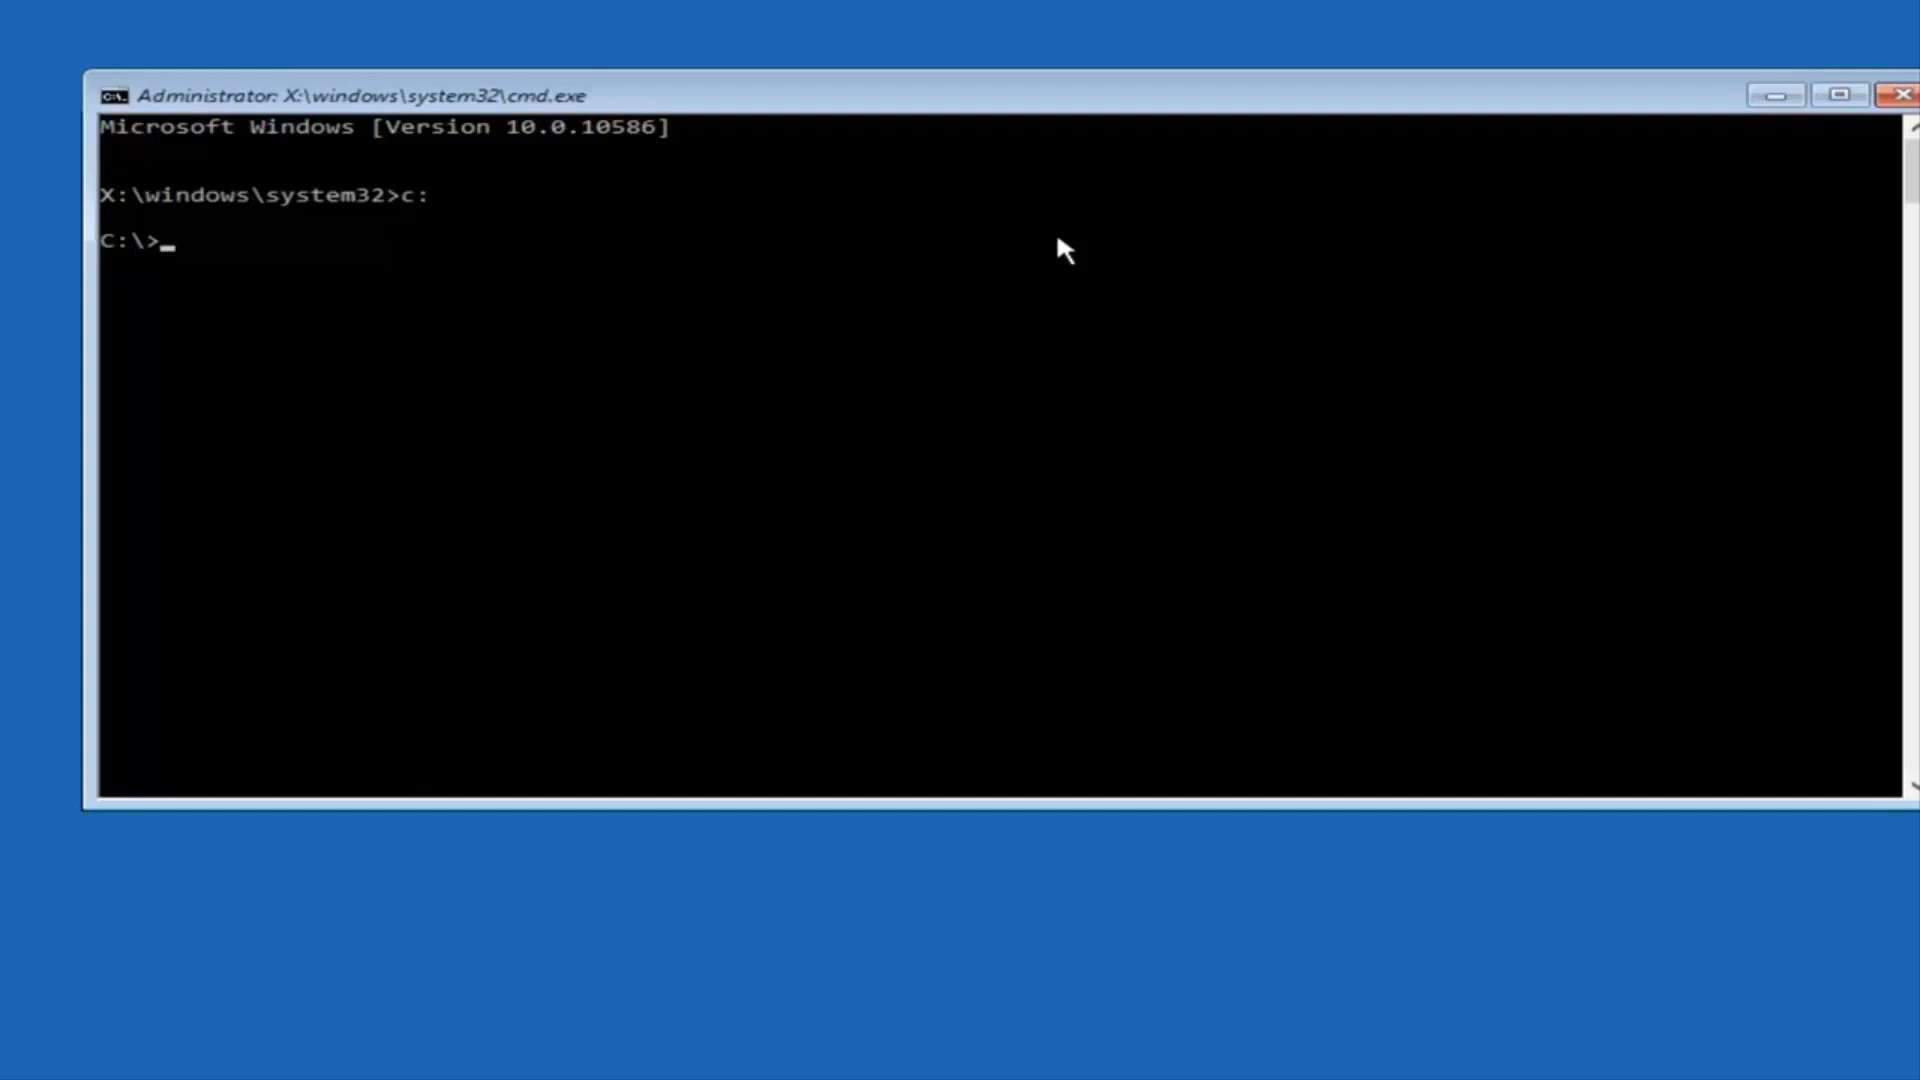 Administrator: X:\windows\system32\cmd.exe
Microsoft Windows [Version 10.0.10586]
X:\windows\system32>c:
C:\>